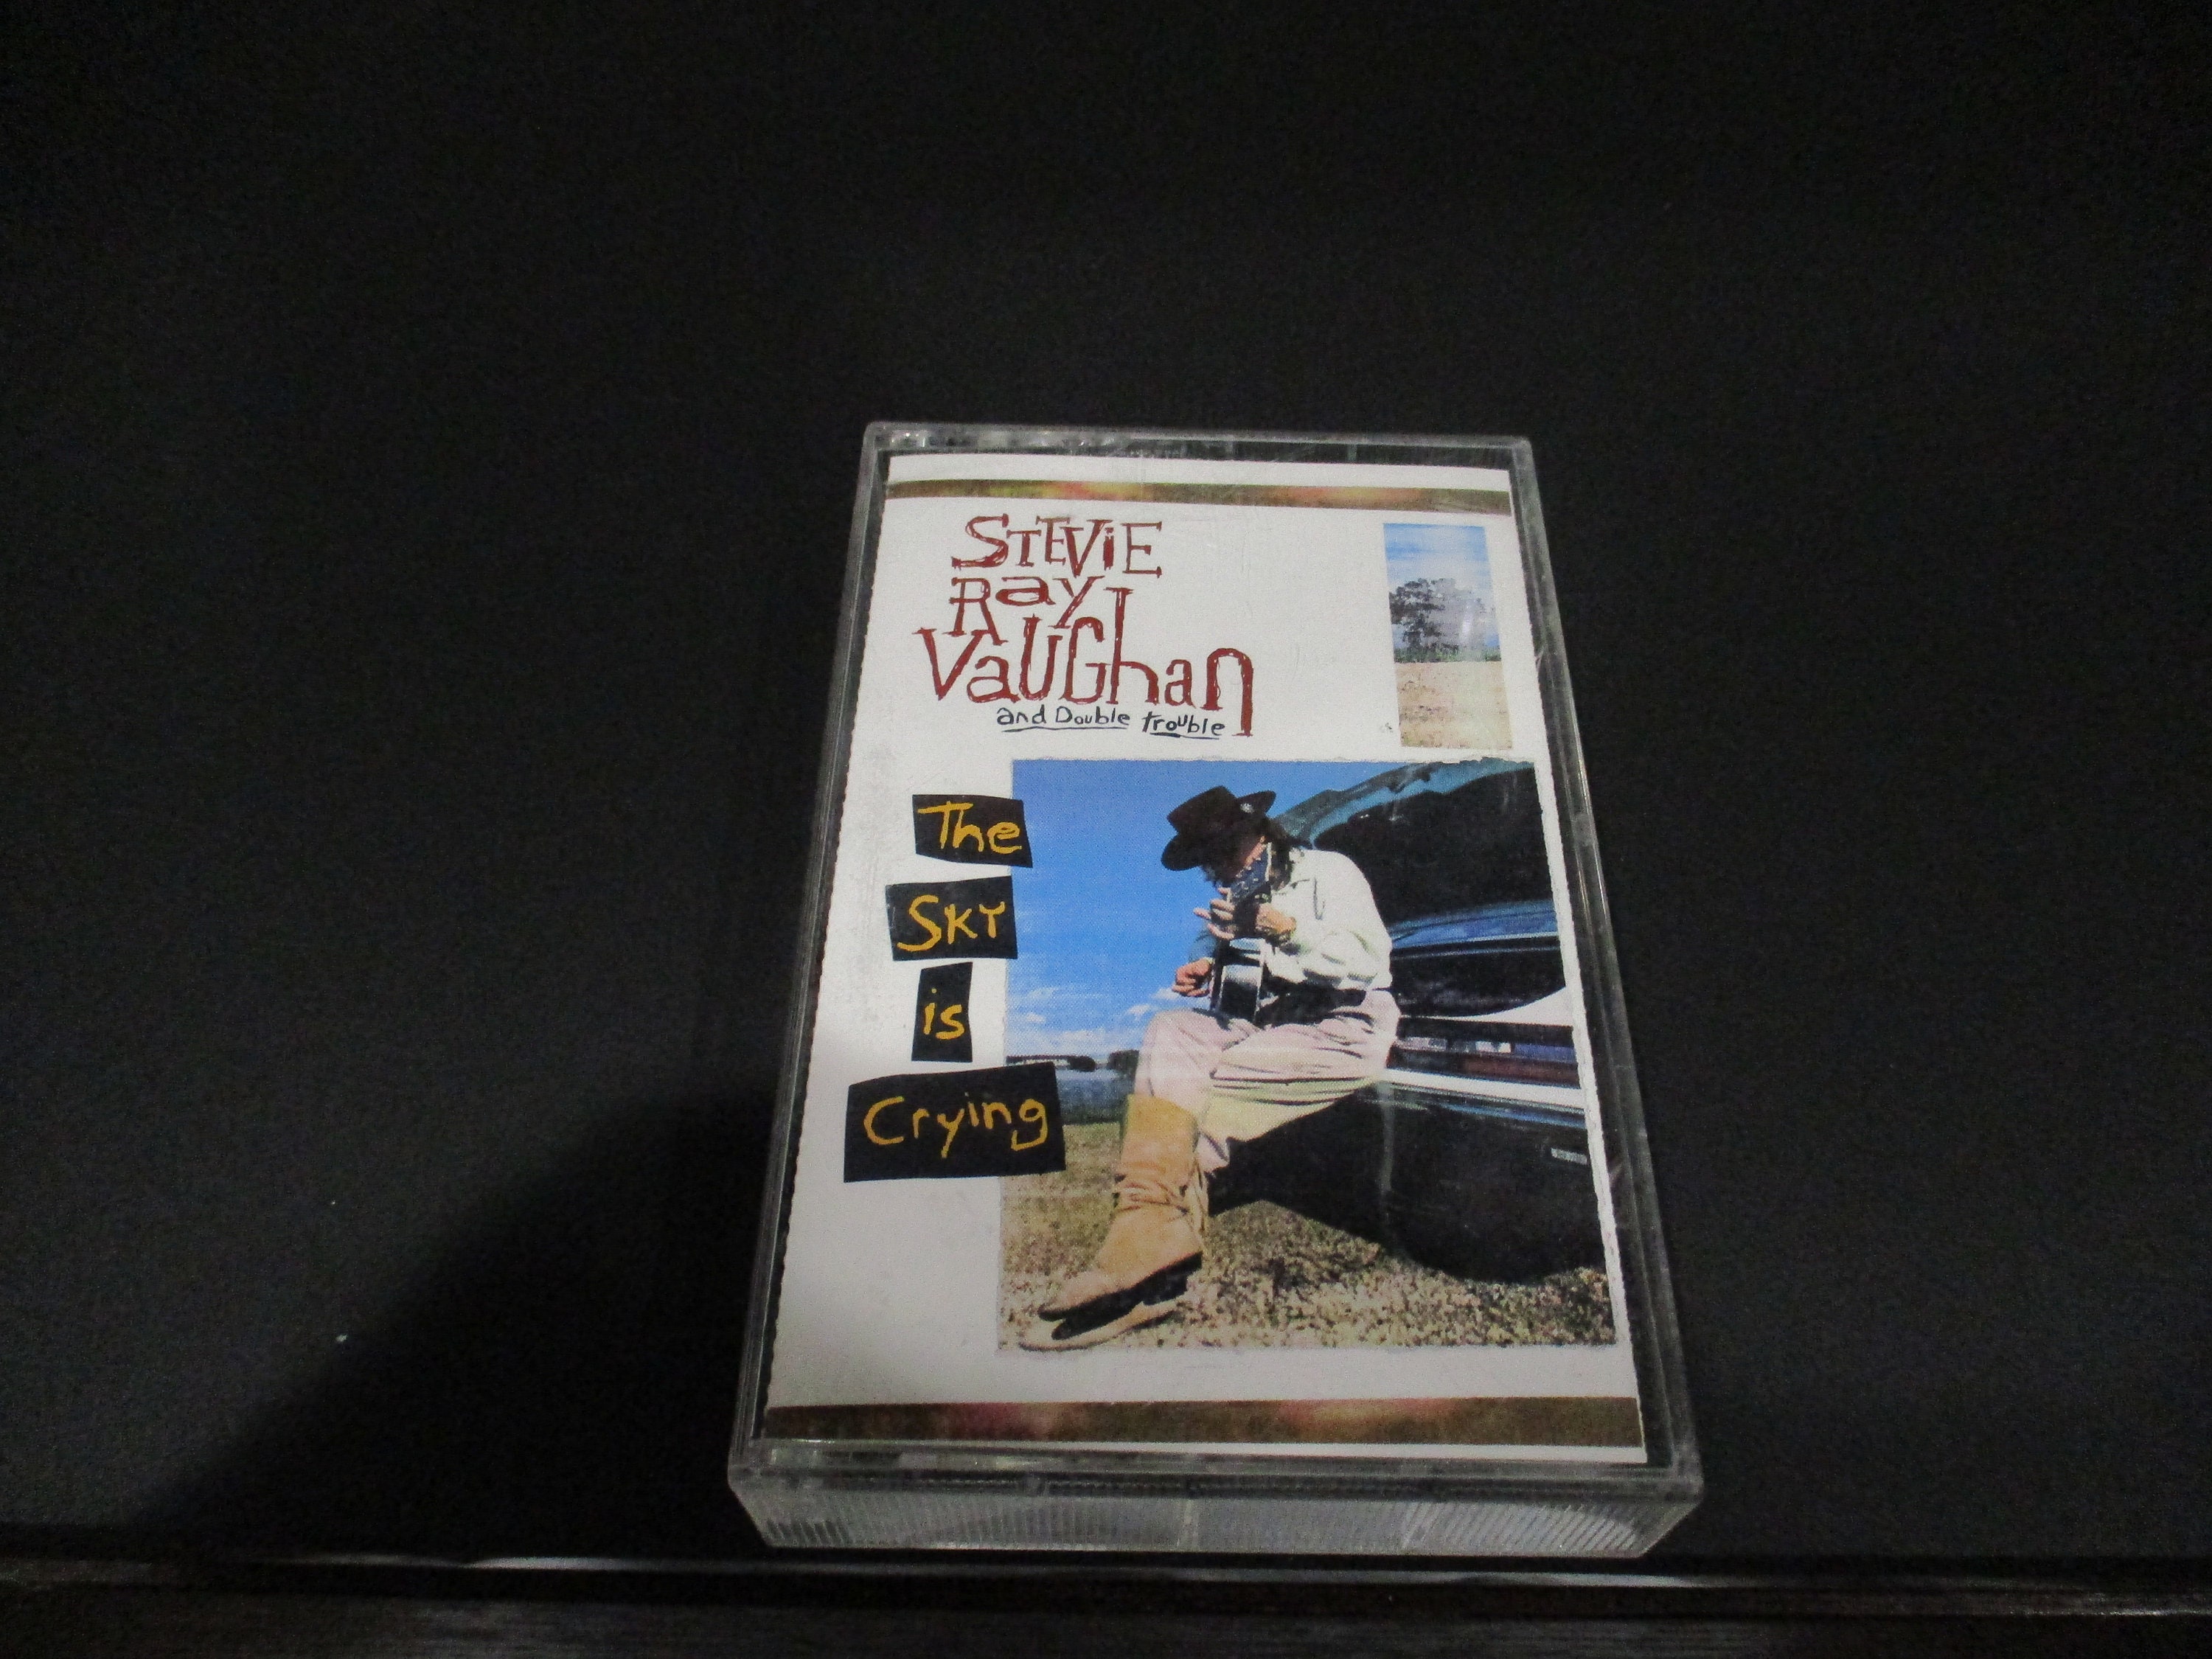 STEVIE
Ray
VaUGhan
and Double trouble
The
SKY
is
Crying